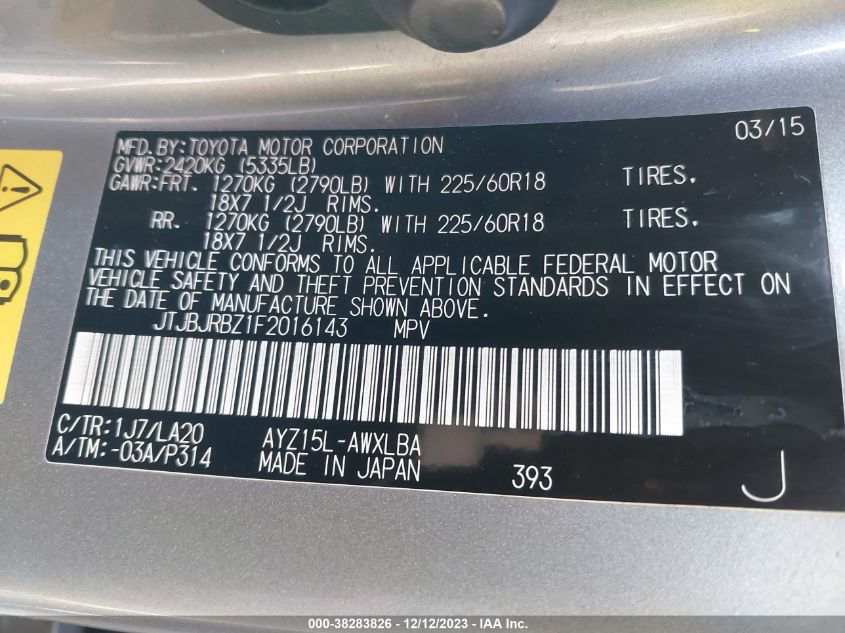 03/15
MFD.BY:TOYOTA MOTOR CORPORATION
GVWR:2420KG (5335LB)
GAWR:FRT. 1270KG (2790LB) WITH 225/60R18 TIRES.
18X7 1/2J RIMS.
RR. 1270KG (2790LB) WITH 225/60R18 TIRES.
18X7 1/2J RIMS.
THIS VEHICLE CONFORMS TO ALL APPLICABLE FEDERAL MOTOR
VEHICLE SAFETY AND THEFT PREVENTION STANDARDS IN EFFECT ON
THE DATE OF MANUFACTURE SHOWN ABOVE.
JTJBJRBZ1F2016143 MPV
C/TR:1J7/LA20 AYZ15L-AWXLBA
A/TM:-03A/P314 MADE IN JAPAN 393 J
000-38283826 - 12/12/2023 - IAA Inc.